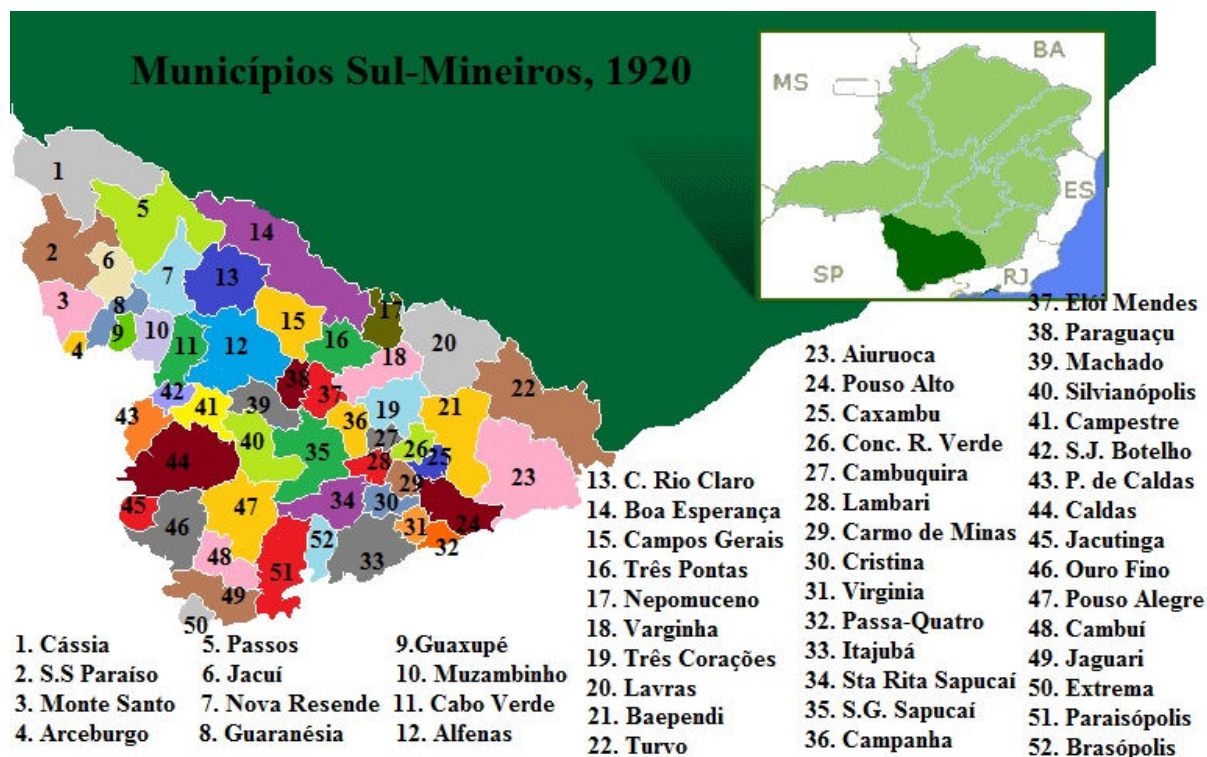 Municípios Sul-Mineiros, 1920
BA
MS
ES
SP
RJ
1
2
3
4
5
6
7
8
9
10
11
12
13
14
15
16
17
18
19
20
21
22
23
24
25
26
27
28
29
30
31
32
33
34
35
36
37
38
39
40
41
42
43
44
45
46
47
48
49
50
51
52
1. Cássia
2. S.S Paraíso
3. Monte Santo
4. Arceburgo
5. Passos
6. Jacuí
7. Nova Resende
8. Guaranésia
9.Guaxupé
10. Muzambinho
11. Cabo Verde
12. Alfenas
13. C. Rio Claro
14. Boa Esperança
15. Campos Gerais
16. Três Pontas
17. Nepomuceno
18. Varginha
19. Três Corações
20. Lavras
21. Baependi
22. Turvo
23. Aiuruoca
24. Pouso Alto
25. Caxambu
26. Conc. R. Verde
27. Cambuquira
28. Lambari
29. Carmo de Minas
30. Cristina
31. Virginia
32. Passa-Quatro
33. Itajubá
34. Sta Rita Sapucaí
35. S.G. Sapucaí
36. Campanha
37. Elói Mendes
38. Paraguaçu
39. Machado
40. Silvianópolis
41. Campestre
42. S.J. Botelho
43. P. de Caldas
44. Caldas
45. Jacutinga
46. Ouro Fino
47. Pouso Alegre
48. Cambuí
49. Jaguari
50. Extrema
51. Paraisópolis
52. Brasópolis